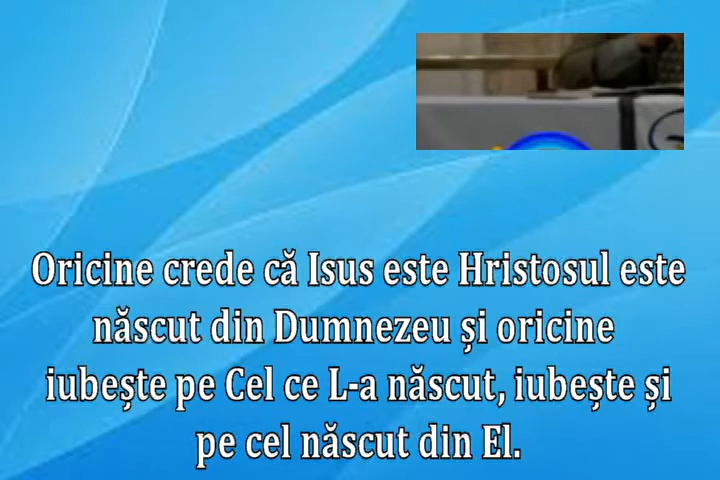 Oricine crede că Isus este Hristosul este
născut din Dumnezeu și oricine
iubește pe Cel ce L-a născut, iubește și
pe cel născut din El.